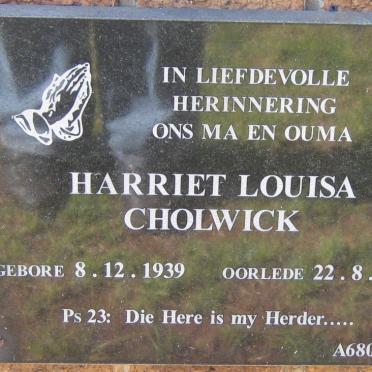 IN LIEFDEVOLLE
HERINNERING
ONS MA EN OUMA
HARRIET LOUISA
CHOLWICK
GEBORE 8.12.1939 OORLEDE 22.8.
Ps 23: Die Here is my Herder.....
A680